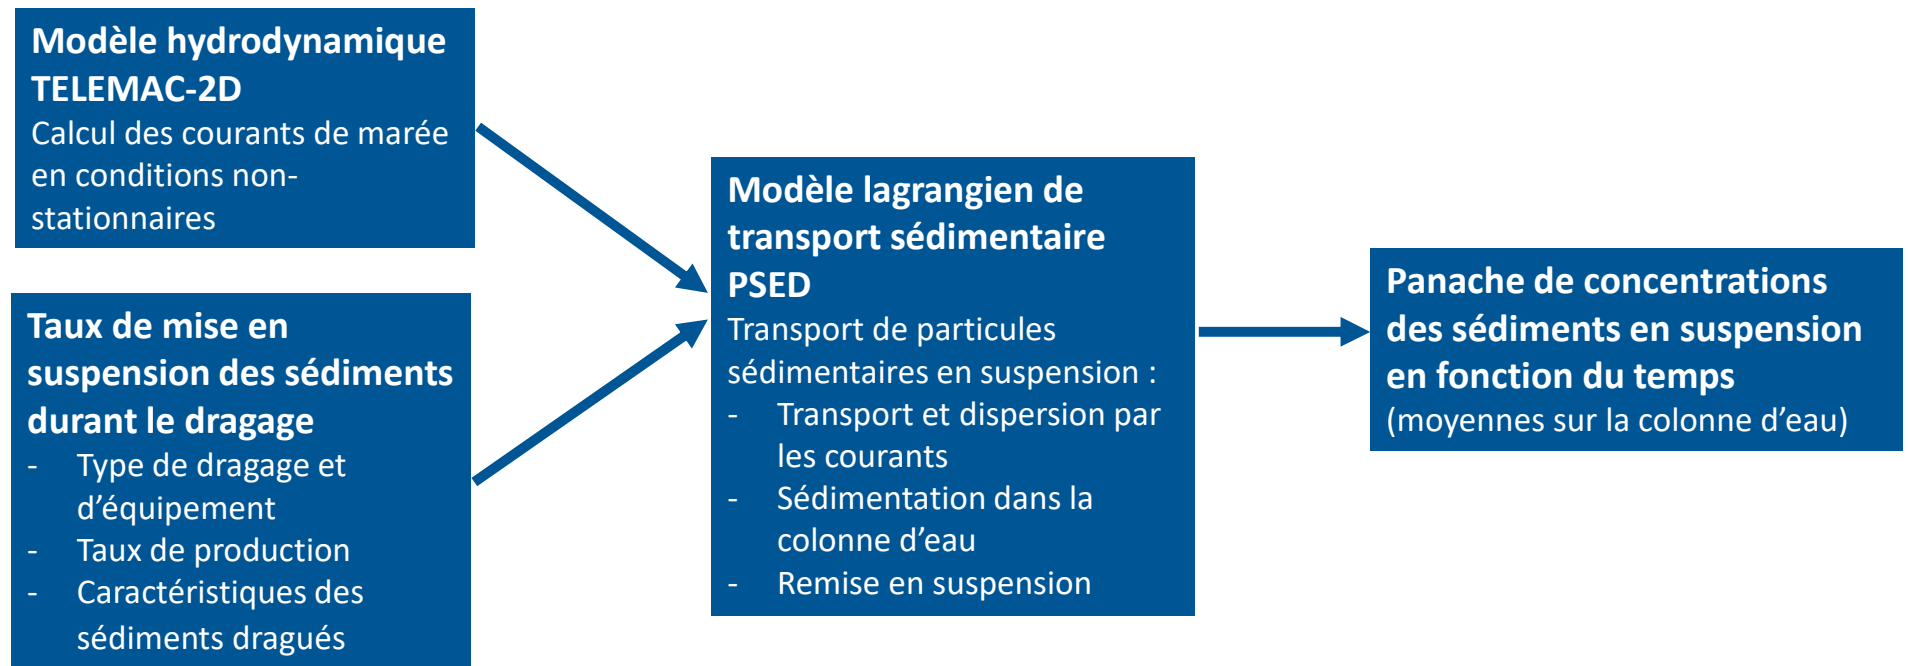 Modèle hydrodynamique
TELEMAC-2D
Calcul des courants de marée
en conditions non-
stationnaires
Taux de mise en
suspension des sédiments
durant le dragage
- Type de dragage et
d’équipement
- Taux de production
- Caractéristiques des
sédiments dragués
Modèle lagrangien de
transport sédimentaire
PSED
Transport de particules
sédimentaires en suspension :
- Transport et dispersion par
les courants
- Sédimentation dans la
colonne d’eau
- Remise en suspension
Panache de concentrations
des sédiments en suspension
en fonction du temps
(moyennes sur la colonne d’eau)